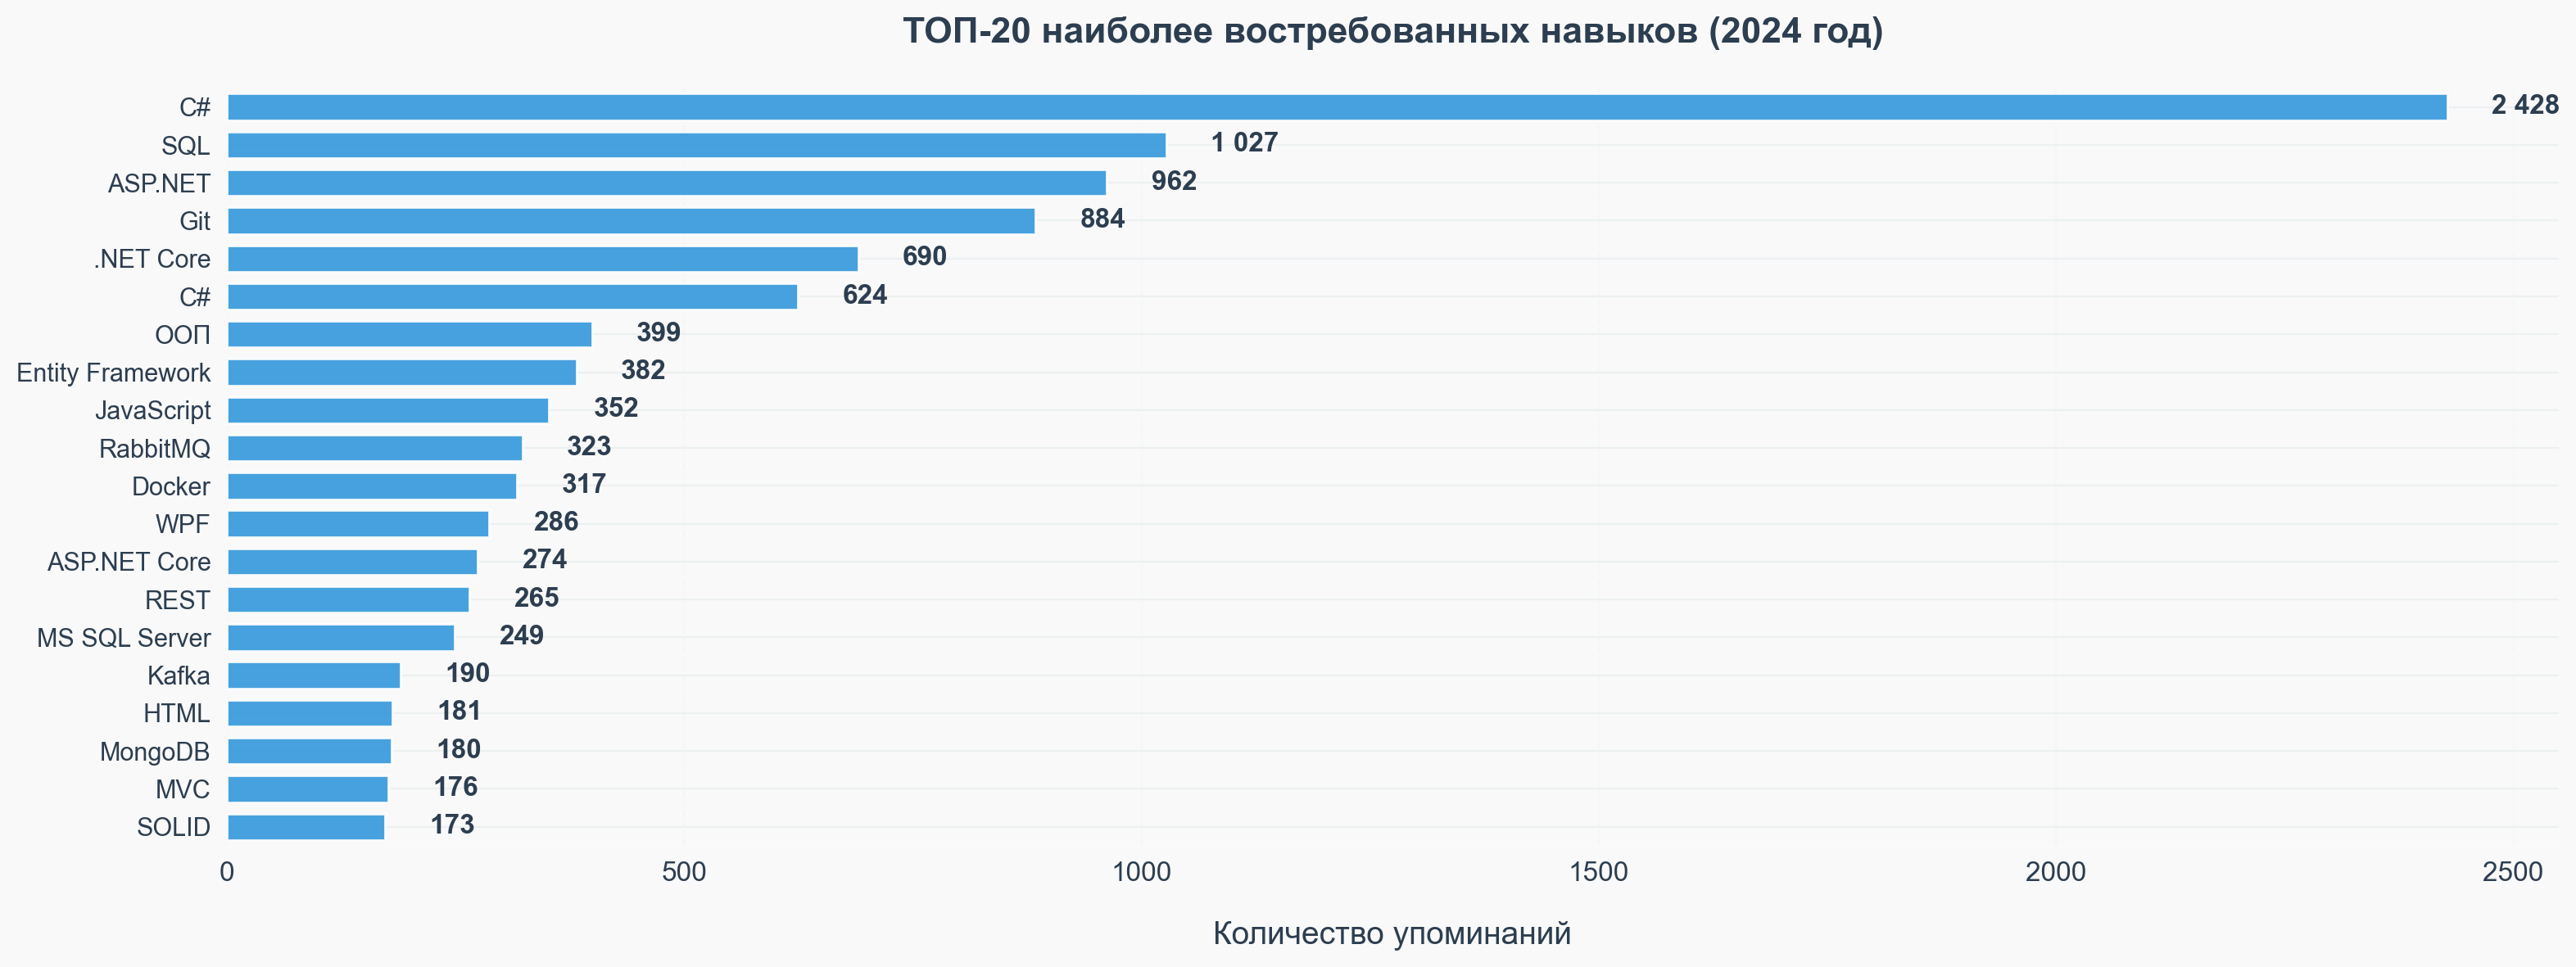 ТОП-20 наиболее востребованных навыков (2024 год)
C# 2 428
SQL 1 027
ASP.NET 962
Git 884
.NET Core 690
C# 624
ООП 399
Entity Framework 382
JavaScript 352
RabbitMQ 323
Docker 317
WPF 286
ASP.NET Core 274
REST 265
MS SQL Server 249
Kafka 190
HTML 181
MongoDB 180
MVC 176
SOLID 173
0 500 1000 1500 2000 2500
Количество упоминаний